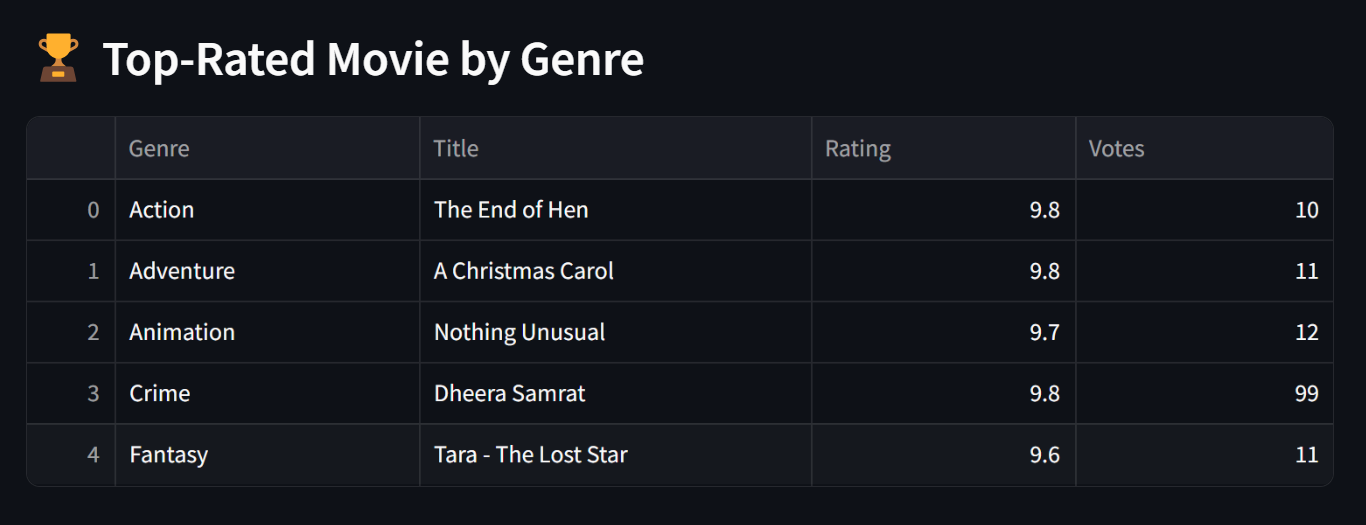 🏆 Top-Rated Movie by Genre
Genre Title Rating Votes
0 Action The End of Hen 9.8 10
1 Adventure A Christmas Carol 9.8 11
2 Animation Nothing Unusual 9.7 12
3 Crime Dheera Samrat 9.8 99
4 Fantasy Tara - The Lost Star 9.6 11